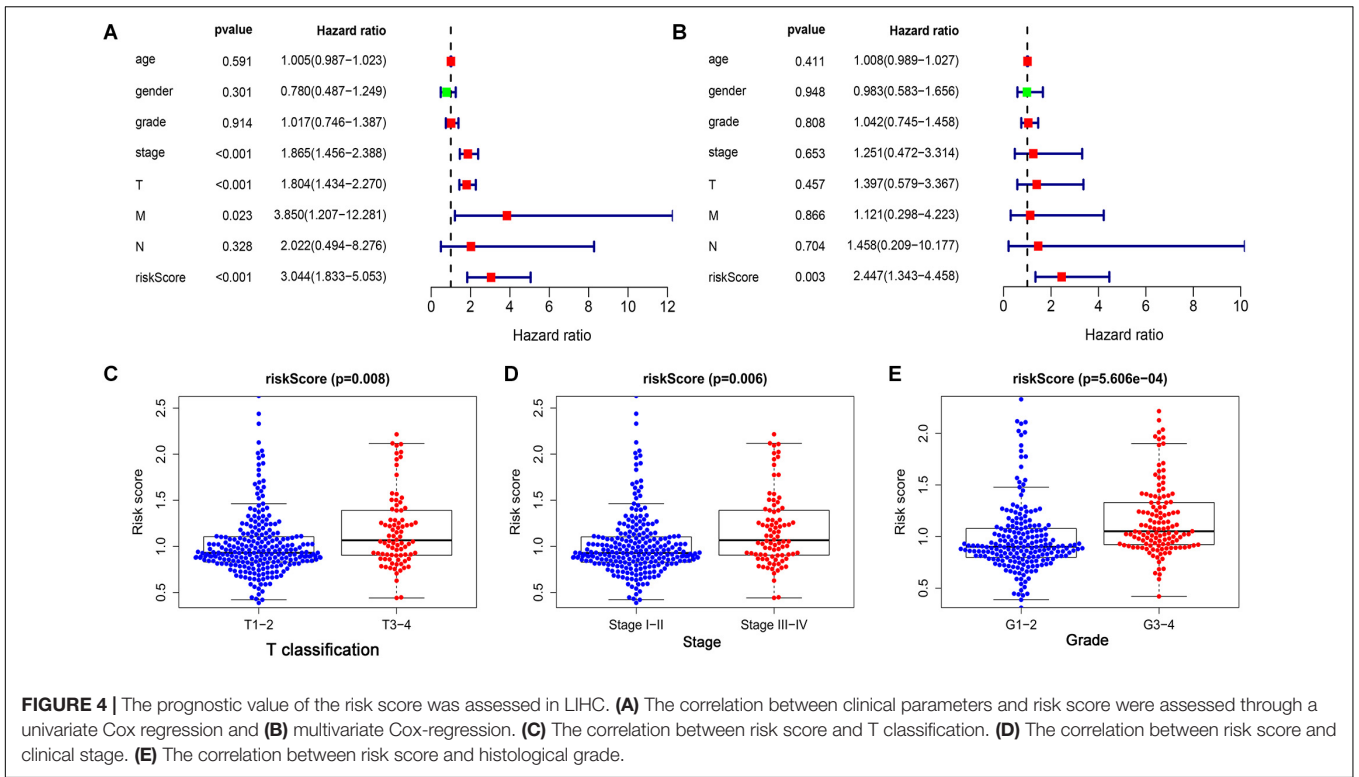 A
pvalue Hazard ratio
age 0.591 1.005(0.987−1.023)
gender 0.301 0.780(0.487−1.249)
grade 0.914 1.017(0.746−1.387)
stage <0.001 1.865(1.456−2.388)
T <0.001 1.804(1.434−2.270)
M 0.023 3.850(1.207−12.281)
N 0.328 2.022(0.494−8.276)
riskScore <0.001 3.044(1.833−5.053)
0 2 4 6 8 10 12
Hazard ratio
B
pvalue Hazard ratio
age 0.411 1.008(0.989−1.027)
gender 0.948 0.983(0.583−1.656)
grade 0.808 1.042(0.745−1.458)
stage 0.653 1.251(0.472−3.314)
T 0.457 1.397(0.579−3.367)
M 0.866 1.121(0.298−4.223)
N 0.704 1.458(0.209−10.177)
riskScore 0.003 2.447(1.343−4.458)
0 2 4 6 8 10
Hazard ratio
C
riskScore (p=0.008)
Risk score
2.5
2.0
1.5
1.0
0.5
T1−2 T3−4
T classification
D
riskScore (p=0.006)
Risk score
2.5
2.0
1.5
1.0
0.5
Stage I−II Stage III−IV
Stage
E
riskScore (p=5.606e−04)
Risk score
2.0
1.5
1.0
0.5
G1−2 G3−4
Grade
FIGURE 4 | The prognostic value of the risk score was assessed in LIHC. (A) The correlation between clinical parameters and risk score were assessed through a
univariate Cox regression and (B) multivariate Cox-regression. (C) The correlation between risk score and T classification. (D) The correlation between risk score and
clinical stage. (E) The correlation between risk score and histological grade.